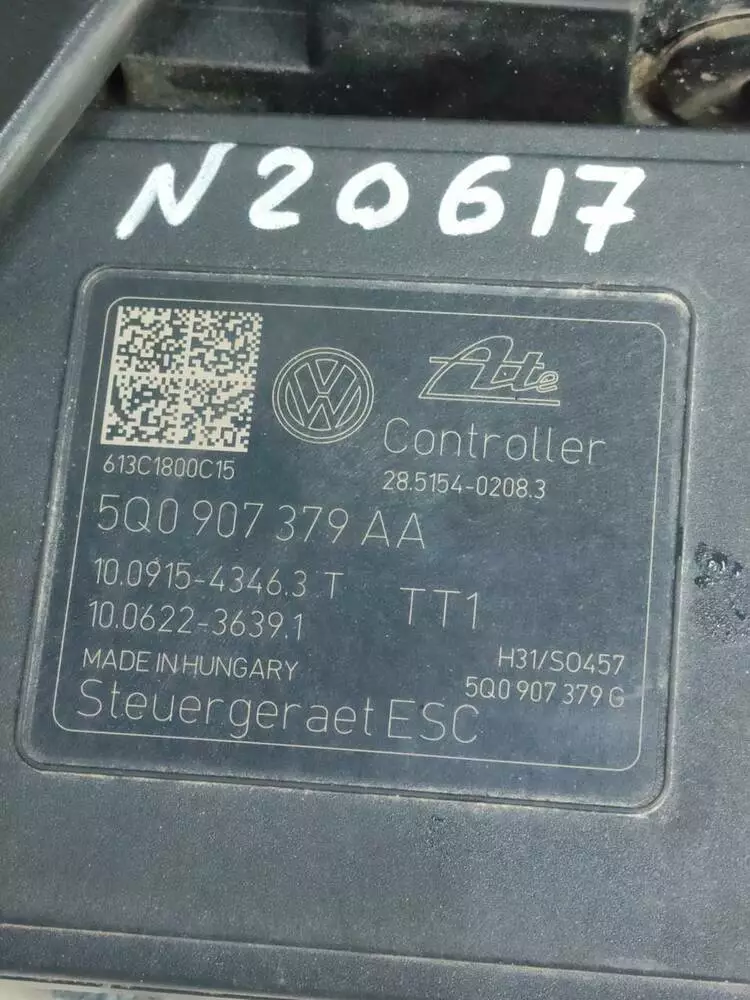 N20617
Ate
Controller
613C1800C15
28.5154-0208.3
5Q0 907 379 AA
10.0915-4346.3 T
TT1
10.0622-3639.1
MADE IN HUNGARY
H31/S0457
5Q0 907 379 G
Steuergeraet ESC